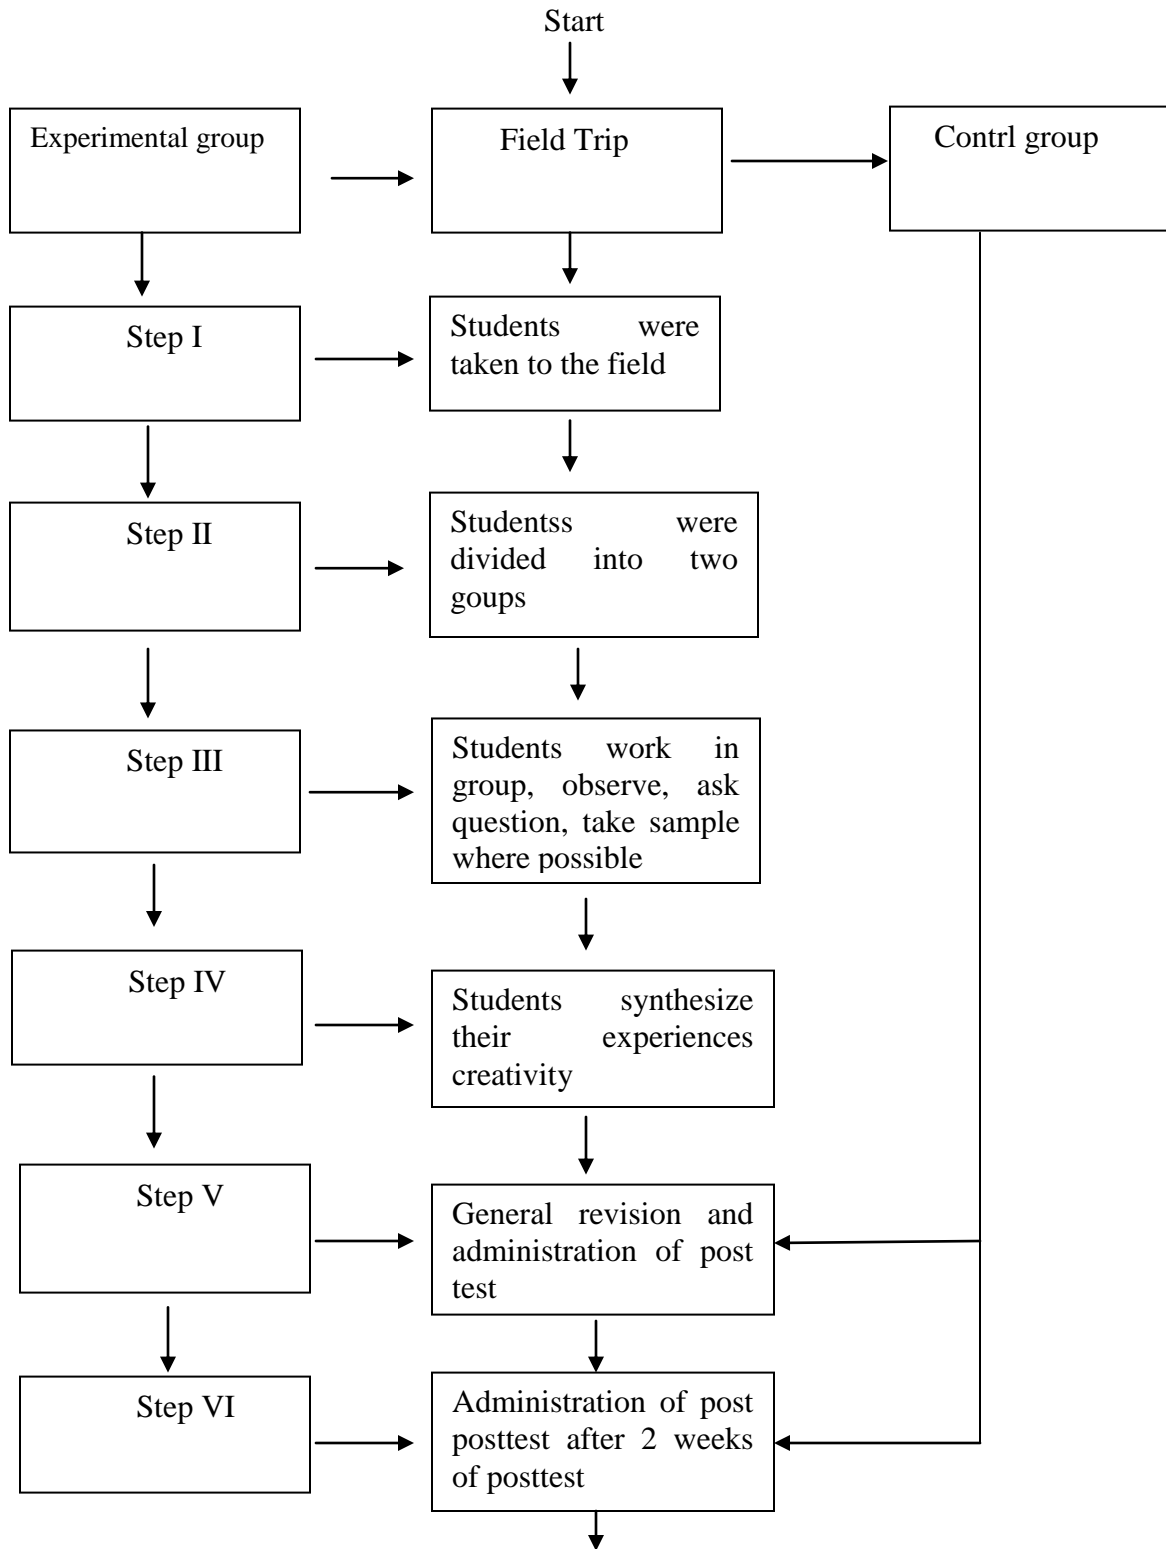 Start
Experimental group
Field Trip
Contrl group
Step I
Students were
taken to the field
Step II
Studentss were
divided into two
goups
Step III
Students work in
group, observe, ask
question, take sample
where possible
Step IV
Students synthesize
their experiences
creativity
Step V
General revision and
administration of post
test
Step VI
Administration of post
posttest after 2 weeks
of posttest